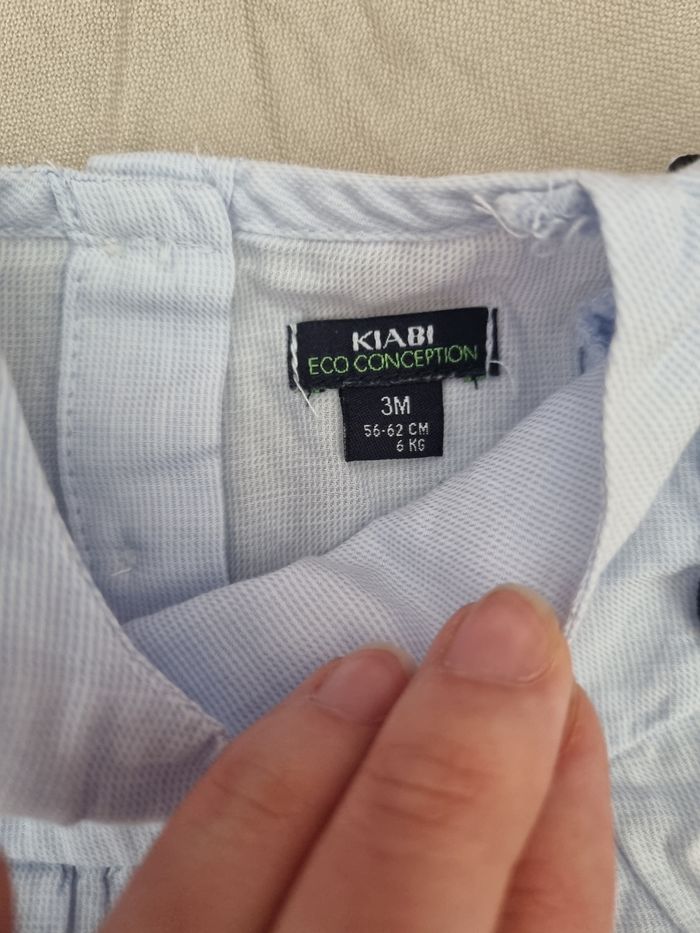 KIABI
ECO CONCEPTION
3M
56-62 CM
6 KG